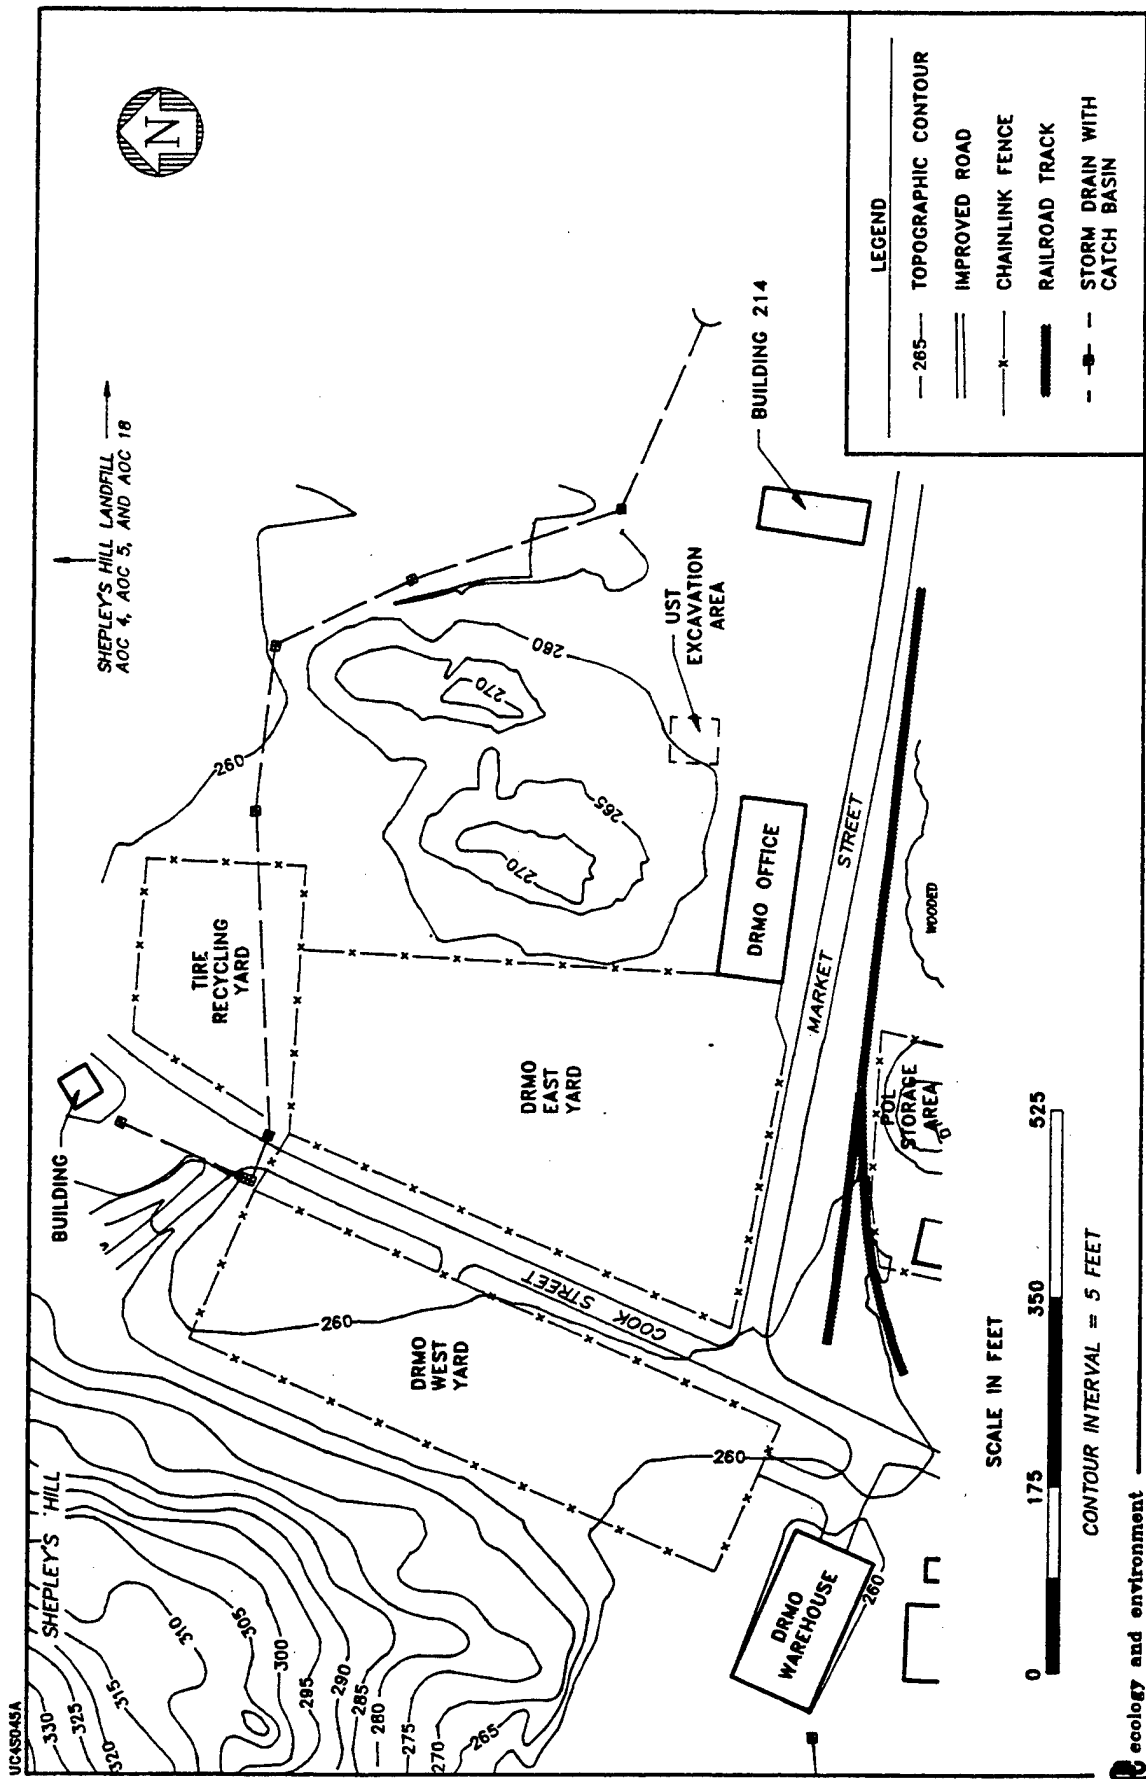 UC4S045A
SHEPLEY'S HILL
330
325
320
315
310
305
300
295
290
285
280
275
270
265
BUILDING
SHEPLEY'S HILL LANDFILL
AOC 4, AOC 5, AND AOC 18
N
TIRE
RECYCLING
YARD
260
DRMO
WEST
YARD
260
COOK STREET
DRMO
EAST
YARD
270
265
270
280
UST
EXCAVATION
AREA
BUILDING 214
DRMO OFFICE
MARKET STREET
260
DRMO
WAREHOUSE
260
POL
STORAGE
AREA
WOODED
LEGEND
265 TOPOGRAPHIC CONTOUR
IMPROVED ROAD
x CHAINLINK FENCE
RAILROAD TRACK
STORM DRAIN WITH
CATCH BASIN
SCALE IN FEET
0 175 350 525
CONTOUR INTERVAL = 5 FEET
ecology and environment